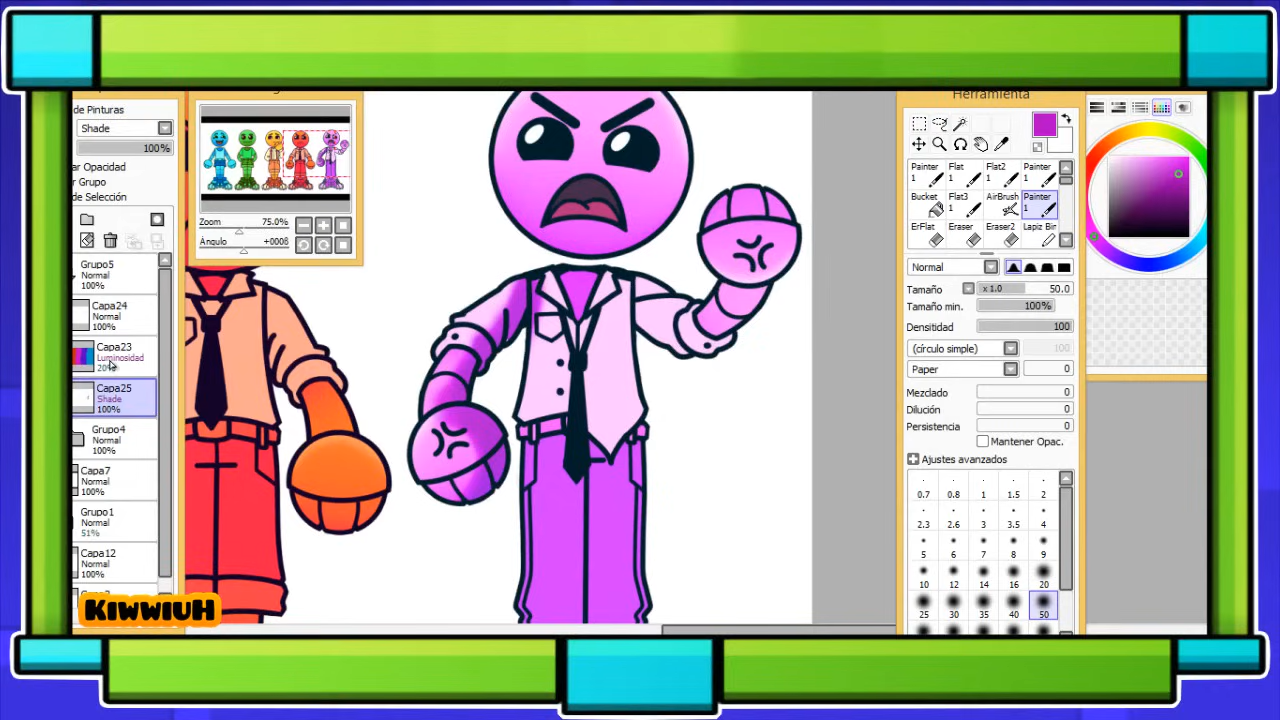 de Pinturas
Shade
100%
ar Opacidad
ar Grupo
de Selección
Grupo5
Normal
100%
Capa24
Normal
100%
Capa23
Luminosidad
20%
Capa25
Shade
100%
Grupo4
Normal
100%
Capa7
Normal
100%
Grupo1
Normal
51%
Capa12
Normal
100%
KIWWIUH
Zoom 75.0%
Ángulo +0008
Herramienta
Painter Flat Flat2 Painter
1 1 1 1
Bucket Flat3 AirBrush Painter
1 1 1 1
ErFlat Eraser Eraser2 Lapiz Bir
Normal
Tamaño x 1.0 50.0
Tamaño min. 100%
Densitidad 100
(círculo simple) 100
Paper 0
Mezclado 0
Dilución 0
Persistencia 0
Mantener Opac.
Ajustes avanzados
0.7 0.8 1 1.5 2
2.3 2.6 3 3.5 4
5 6 7 8 9
10 12 14 16 20
25 30 35 40 50